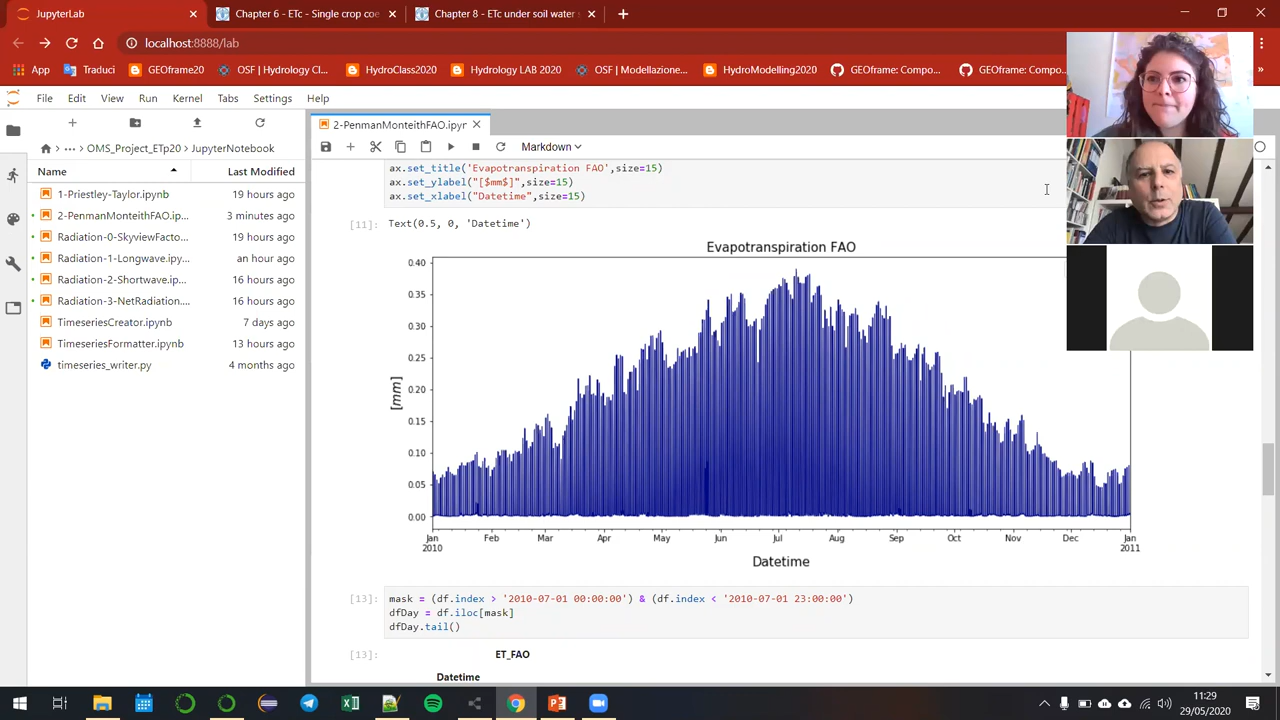 JupyterLab
Chapter 6 - ETc - Single crop coe
Chapter 8 - ETc under soil water s
localhost:8888/lab
App
Traduci
GEOframe20
OSF | Hydrology Cl...
HydroClass2020
Hydrology LAB 2020
OSF | Modellazione...
HydroModelling2020
GEOframe: Compo...
GEOframe: Compo...
File Edit View Run Kernel Tabs Settings Help
2-PenmanMonteithFAO.ipyn
··· / OMS_Project_ETp20 / JupyterNotebook
Markdown
Name Last Modified
1-Priestley-Taylor.ipynb 19 hours ago
2-PenmanMonteithFAO.ip... 3 minutes ago
Radiation-0-SkyviewFacto... 19 hours ago
Radiation-1-Longwave.ipy... an hour ago
Radiation-2-Shortwave.ip... 16 hours ago
Radiation-3-NetRadiation.... 16 hours ago
TimeseriesCreator.ipynb 7 days ago
TimeseriesFormatter.ipynb 13 hours ago
timeseries_writer.py 4 months ago
ax.set_title('Evapotranspiration FAO',size=15)
ax.set_ylabel("[$mm$]",size=15)
ax.set_xlabel("Datetime",size=15)
[11]: Text(0.5, 0, 'Datetime')
Evapotranspiration FAO
0.40
0.35
0.30
0.25
0.20
0.15
0.10
0.05
0.00
[mm]
Jan Feb Mar Apr May Jun Jul Aug Sep Oct Nov Dec Jan
2010 2011
Datetime
[13]: mask = (df.index > '2010-07-01 00:00:00') & (df.index < '2010-07-01 23:00:00')
dfDay = df.iloc[mask]
dfDay.tail()
[13]: ET_FAO
Datetime
11:29
29/05/2020